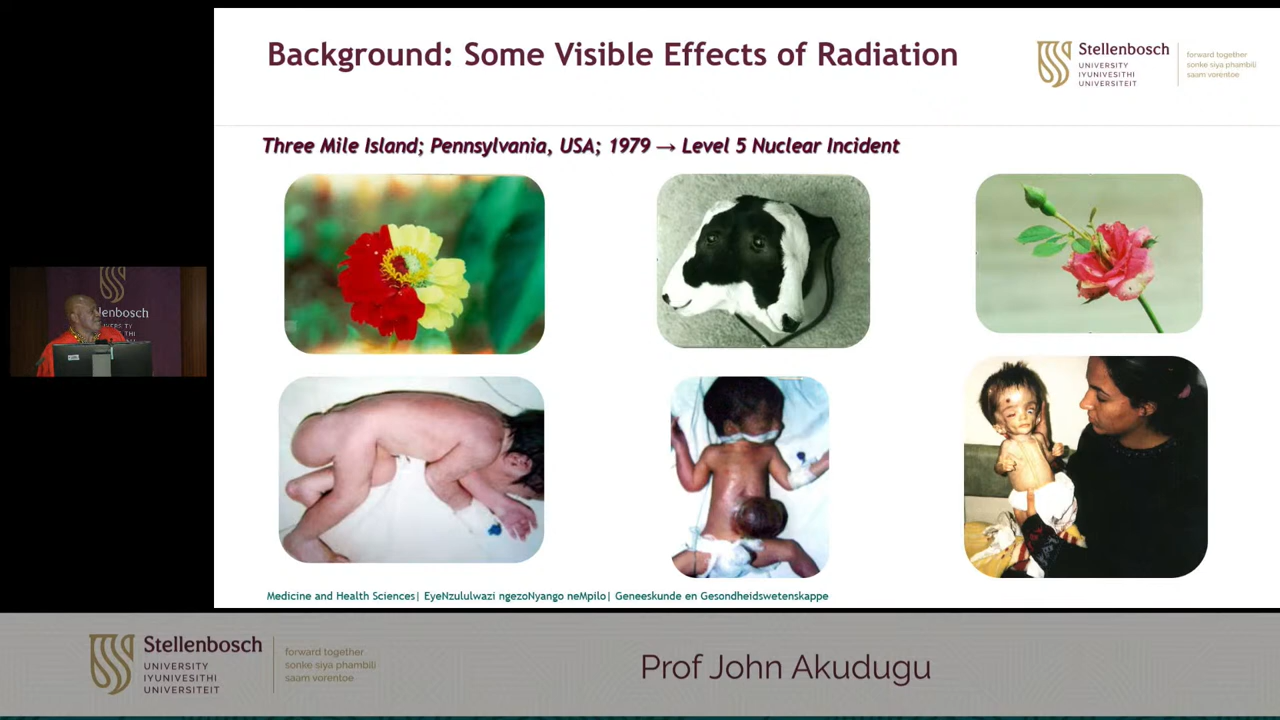 Background: Some Visible Effects of Radiation
Stellenbosch
UNIVERSITY
IYUNIVESITHI
UNIVERSITEIT
forward together
sonke siya phambili
saam vorentoe
Three Mile Island; Pennsylvania, USA; 1979 → Level 5 Nuclear Incident
Medicine and Health Sciences| EyeNzululwazi ngezoNyango neMpilo| Geneeskunde en Gesondheidswetenskappe
Stellenbosch
UNIVERSITY
IYUNIVESITHI
UNIVERSITEIT
forward together
sonke siya phambili
saam vorentoe
Prof John Akudugu